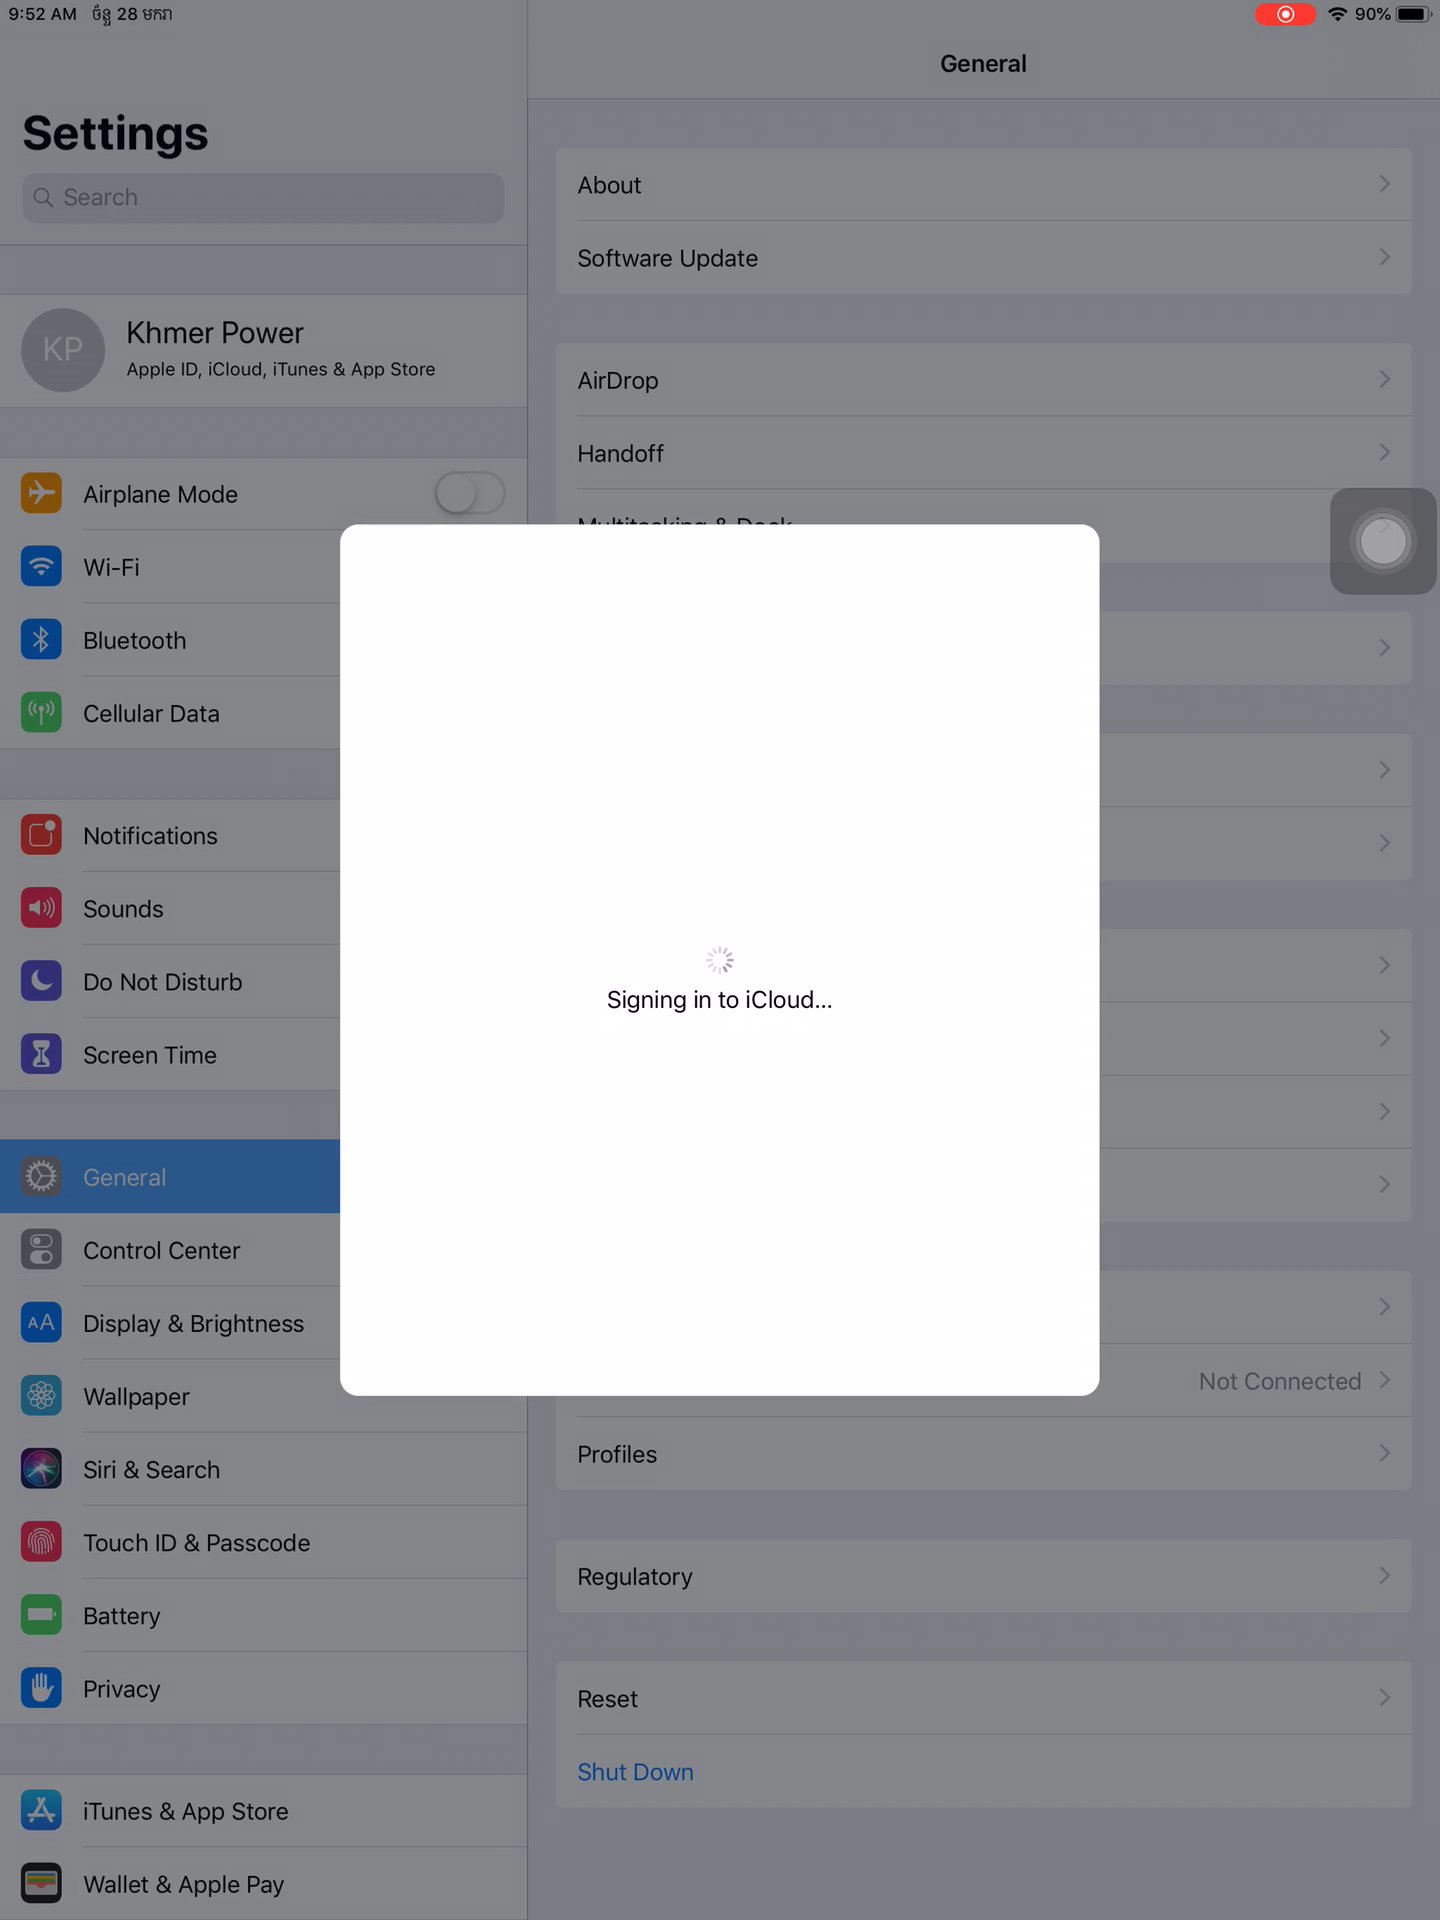 9:52 AM ច័ន្ទ 28 មករា
90%
General
Settings
Search
Khmer Power
KP
Apple ID, iCloud, iTunes & App Store
Airplane Mode
Wi-Fi
Bluetooth
Cellular Data
Notifications
Sounds
Do Not Disturb
Screen Time
General
Control Center
Display & Brightness
AA
Wallpaper
Siri & Search
Touch ID & Passcode
Battery
Privacy
iTunes & App Store
Wallet & Apple Pay
About
Software Update
AirDrop
Handoff
Multitasking & Dock
Signing in to iCloud...
Not Connected
Profiles
Regulatory
Reset
Shut Down